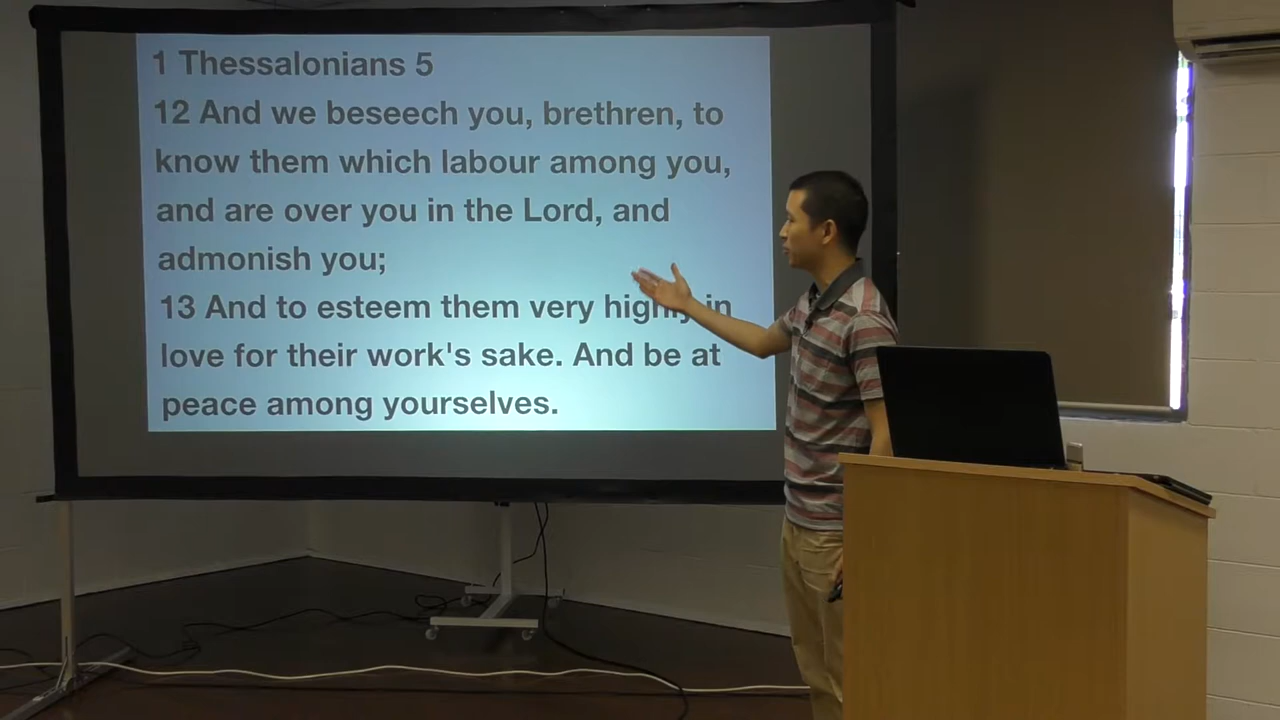 1 Thessalonians 5
12 And we beseech you, brethren, to
know them which labour among you,
and are over you in the Lord, and
admonish you;
13 And to esteem them very highly in
love for their work's sake. And be at
peace among yourselves.